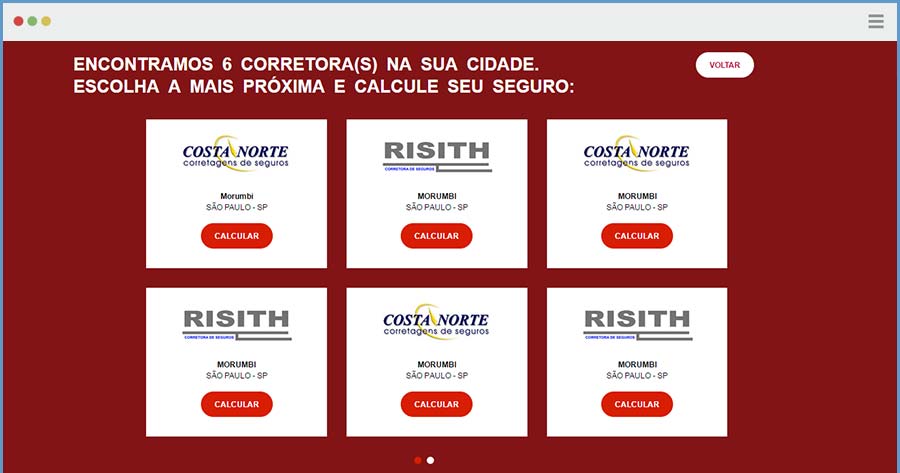 ENCONTRAMOS 6 CORRETORA(S) NA SUA CIDADE.
ESCOLHA A MAIS PRÓXIMA E CALCULE SEU SEGURO:
VOLTAR
COSTA NORTE
corretagens de seguros
Morumbi
SÃO PAULO - SP
CALCULAR
RISITH
CORRETORA DE SEGUROS
MORUMBI
SÃO PAULO - SP
CALCULAR
COSTA NORTE
corretagens de seguros
MORUMBI
SÃO PAULO - SP
CALCULAR
RISITH
CORRETORA DE SEGUROS
MORUMBI
SÃO PAULO - SP
CALCULAR
COSTA NORTE
corretagens de seguros
MORUMBI
SÃO PAULO - SP
CALCULAR
RISITH
CORRETORA DE SEGUROS
MORUMBI
SÃO PAULO - SP
CALCULAR